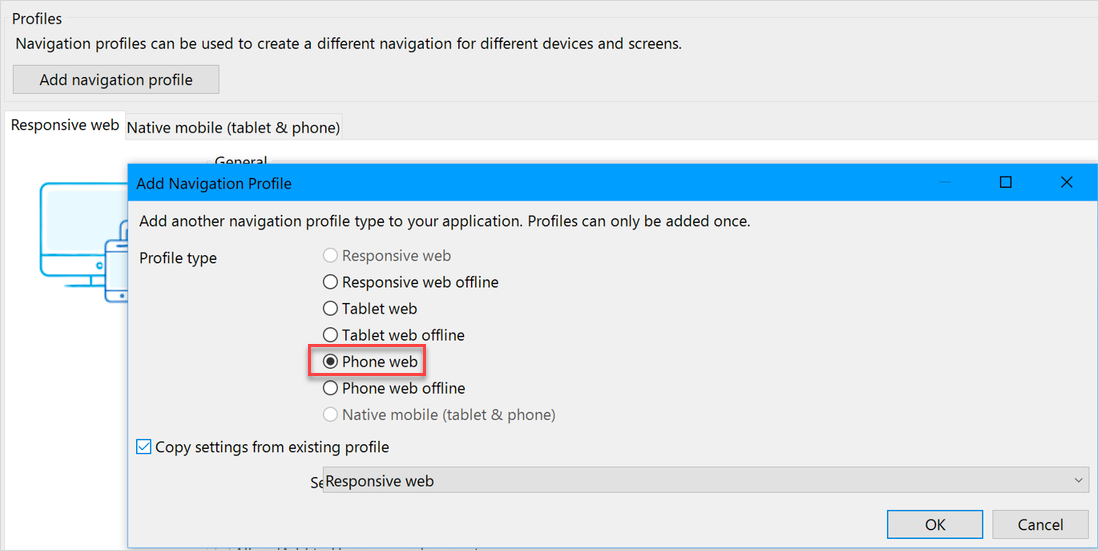 Profiles
Navigation profiles can be used to create a different navigation for different devices and screens.
Add navigation profile
Responsive web
Native mobile (tablet & phone)
General
Add Navigation Profile
Add another navigation profile type to your application. Profiles can only be added once.
Profile type
Responsive web
Responsive web offline
Tablet web
Tablet web offline
Phone web
Phone web offline
Native mobile (tablet & phone)
Copy settings from existing profile
Responsive web
OK
Cancel